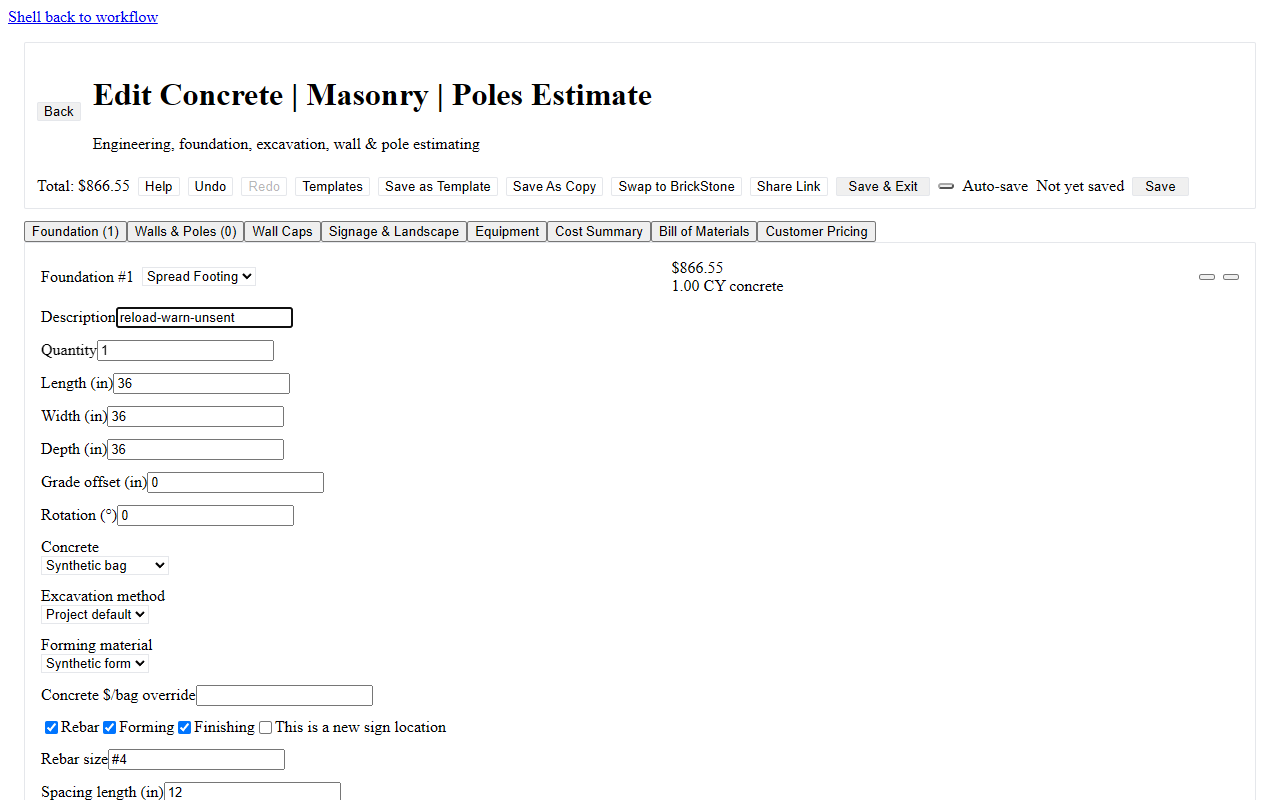 Shell back to workflow
Back
Edit Concrete | Masonry | Poles Estimate
Engineering, foundation, excavation, wall & pole estimating
Total: $866.55 Help Undo Redo Templates Save as Template Save As Copy Swap to BrickStone Share Link Save & Exit Auto-save Not yet saved Save
Foundation (1) Walls & Poles (0) Wall Caps Signage & Landscape Equipment Cost Summary Bill of Materials Customer Pricing
Foundation #1 Spread Footing
$866.55
1.00 CY concrete
Description reload-warn-unsent
Quantity 1
Length (in) 36
Width (in) 36
Depth (in) 36
Grade offset (in) 0
Rotation (°) 0
Concrete
Synthetic bag
Excavation method
Project default
Forming material
Synthetic form
Concrete $/bag override
Rebar Forming Finishing This is a new sign location
Rebar size #4
Spacing length (in) 12